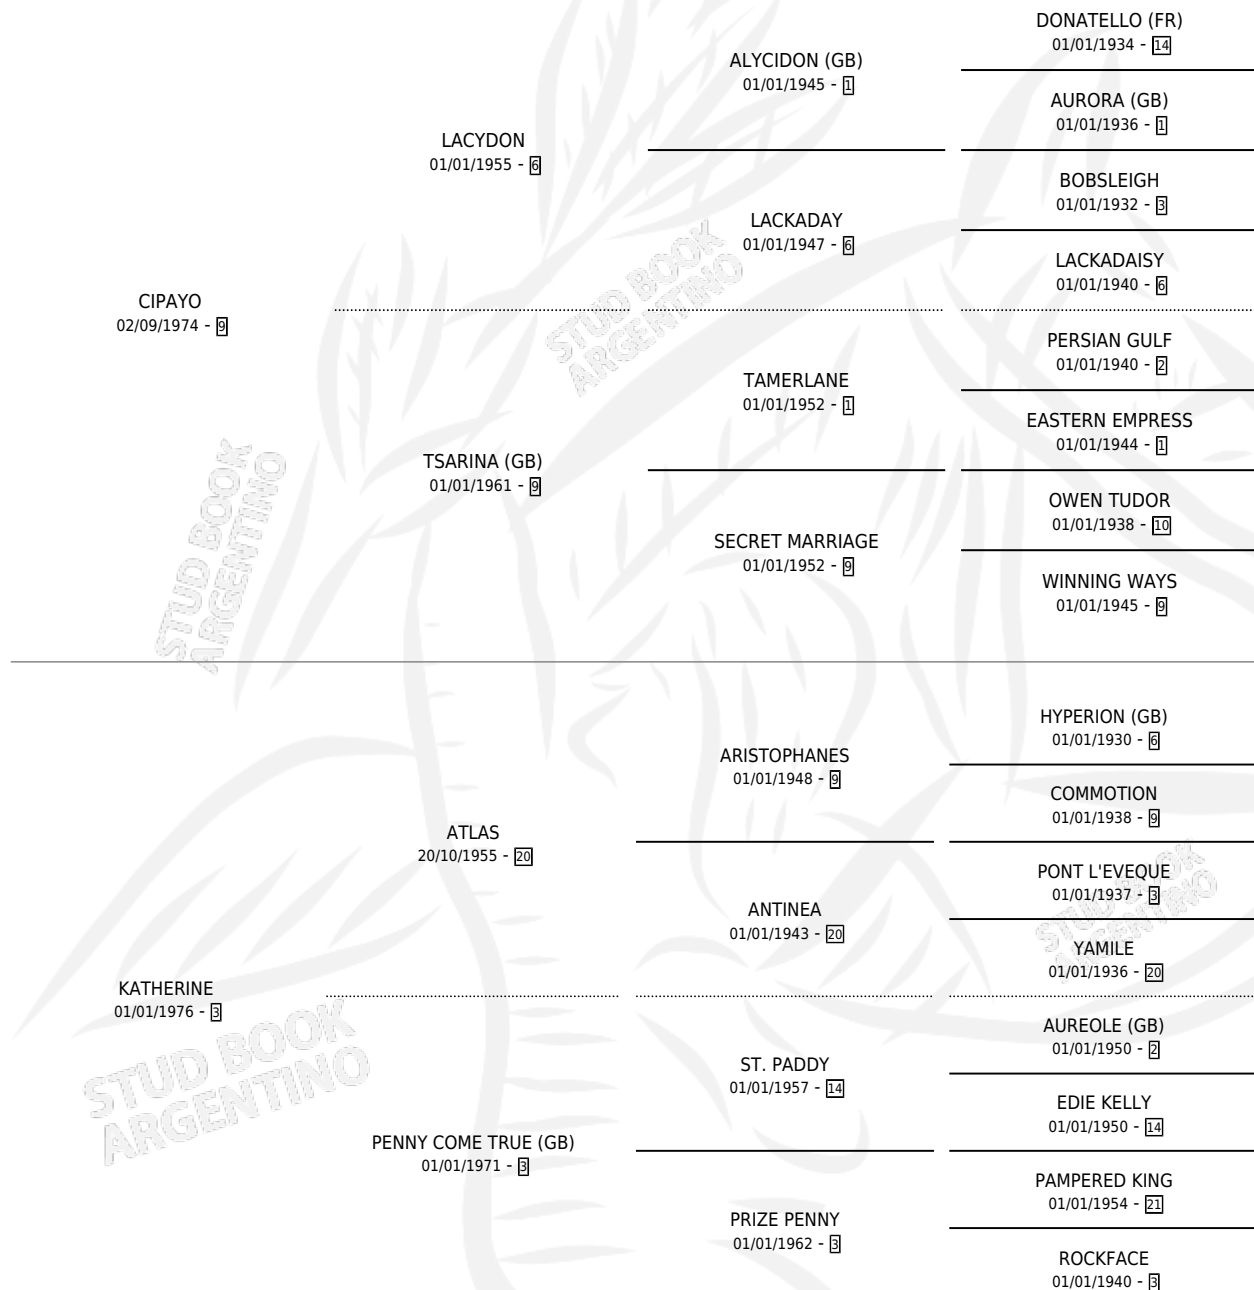 DONATELLO (FR)
01/01/1934 - 14
ALYCIDON (GB)
01/01/1945 - 1
AURORA (GB)
01/01/1936 - 1
LACYDON
01/01/1955 - 6
BOBSLEIGH
01/01/1932 - 3
LACKADAY
01/01/1947 - 6
LACKADAISY
01/01/1940 - 6
CIPAYO
02/09/1974 - 9
PERSIAN GULF
01/01/1940 - 2
TAMERLANE
01/01/1952 - 1
EASTERN EMPRESS
01/01/1944 - 1
TSARINA (GB)
01/01/1961 - 9
OWEN TUDOR
01/01/1938 - 10
SECRET MARRIAGE
01/01/1952 - 9
WINNING WAYS
01/01/1945 - 9
HYPERION (GB)
01/01/1930 - 6
ARISTOPHANES
01/01/1948 - 9
COMMOTION
01/01/1938 - 9
ATLAS
20/10/1955 - 20
PONT L'EVEQUE
01/01/1937 - 3
ANTINEA
01/01/1943 - 20
YAMILE
01/01/1936 - 20
KATHERINE
01/01/1976 - 3
AUREOLE (GB)
01/01/1950 - 2
ST. PADDY
01/01/1957 - 14
EDIE KELLY
01/01/1950 - 14
PENNY COME TRUE (GB)
01/01/1971 - 3
PAMPERED KING
01/01/1954 - 21
PRIZE PENNY
01/01/1962 - 3
ROCKFACE
01/01/1940 - 3
STUD BOOK
ARGENTINO
STUD BOOK
ARGENTINO
STUD BOOK
ARGENTINO
STUD BOOK
ARGENTINO